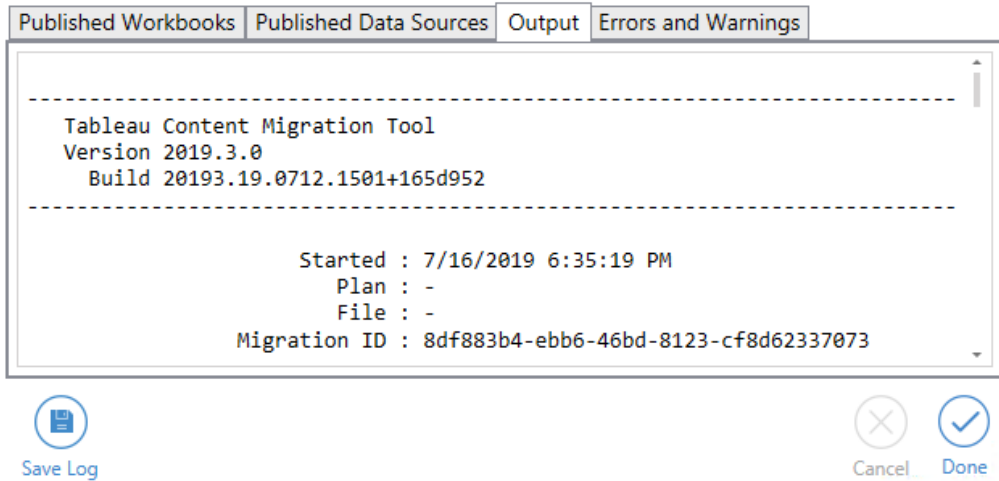 Published Workbooks Published Data Sources Output Errors and Warnings
---------------------------------------------------------------------------
Tableau Content Migration Tool
Version 2019.3.0
Build 20193.19.0712.1501+165d952
---------------------------------------------------------------------------
Started : 7/16/2019 6:35:19 PM
Plan : -
File : -
Migration ID : 8df883b4-ebb6-46bd-8123-cf8d62337073
Save Log Cancel Done